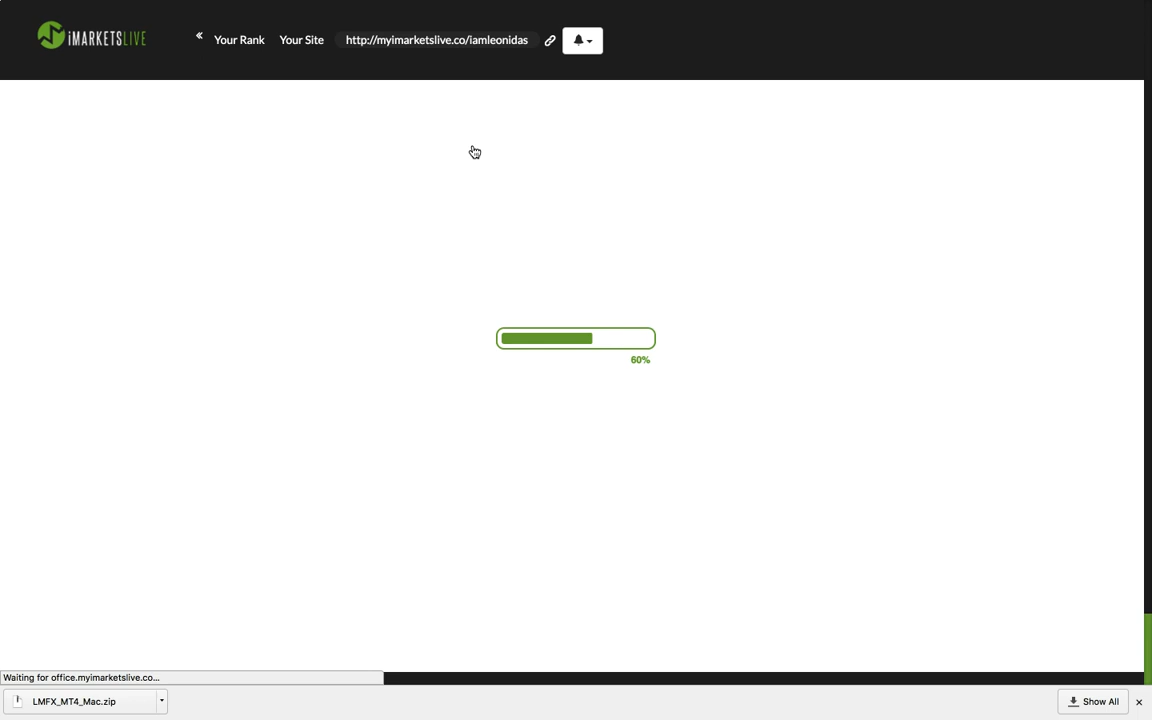 iMARKETSLIVE
« Your Rank Your Site http://myimarketslive.co/iamleonidas
60%
Waiting for office.myimarketslive.co...
LMFX_MT4_Mac.zip Show All ×